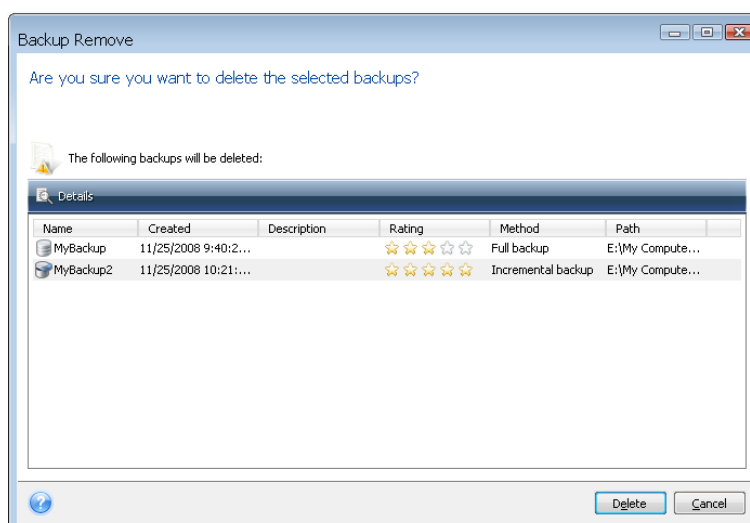 Backup Remove
Are you sure you want to delete the selected backups?
The following backups will be deleted:
Details
Name Created Description Rating Method Path
MyBackup 11/25/2008 9:40:2... Full backup E:\My Compute...
MyBackup2 11/25/2008 10:21:... Incremental backup E:\My Compute...
Delete Cancel